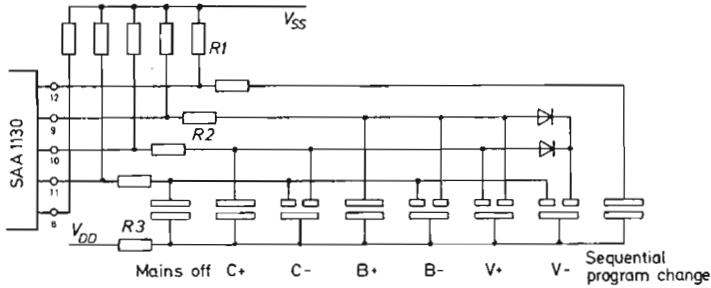 V_SS
R1
12
9
R2
10
SAA 1130
11
8
V_DD
R3
Mains off C+ C- B+ B- V+ V- Sequential program change